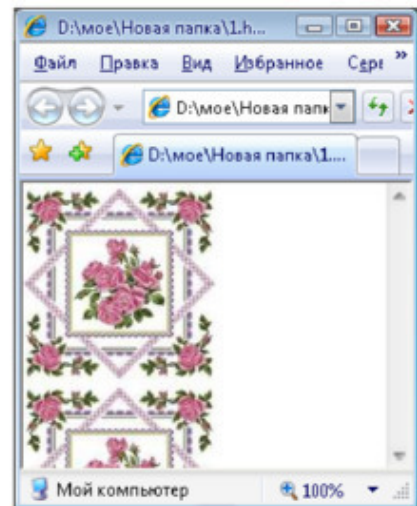 D:\мое\Новая папка\1.h...
Файл Правка Вид Избранное Серв »
D:\мое\Новая папк
D:\мое\Новая папка\1....
Мой компьютер 100%